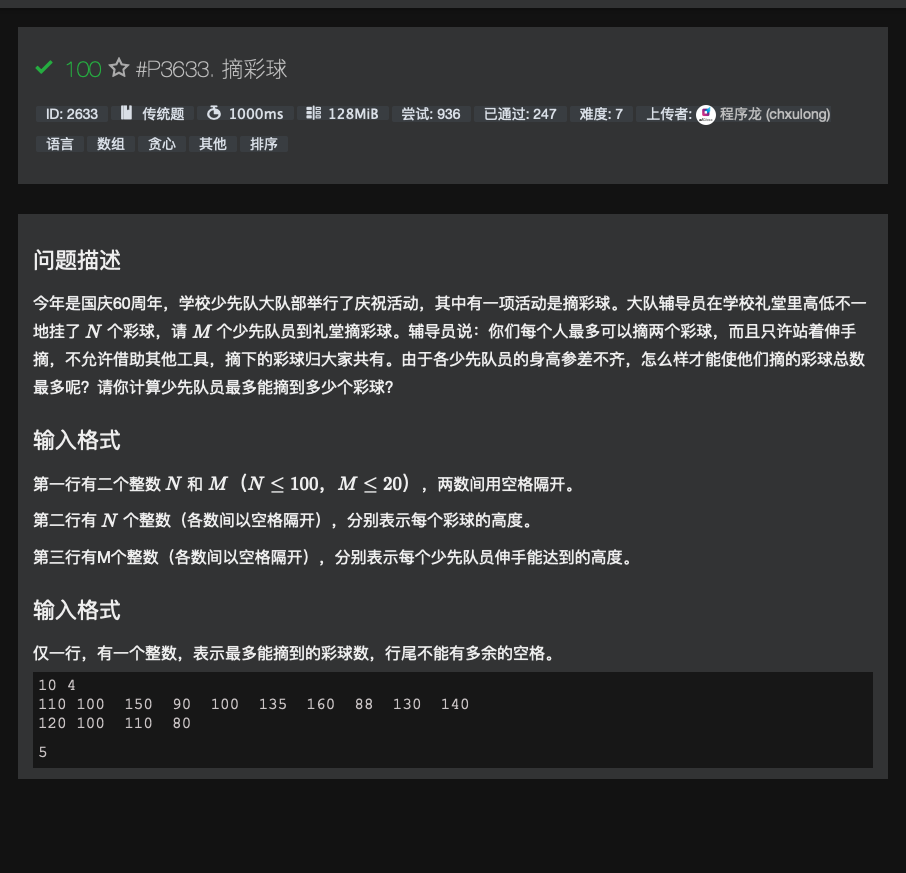 100 #P3633. 摘彩球
ID: 2633 传统题 1000ms 128MiB 尝试: 936 已通过: 247 难度: 7 上传者: 程序龙 (chxulong)
语言 数组 贪心 其他 排序
问题描述
今年是国庆60周年，学校少先队大队部举行了庆祝活动，其中有一项活动是摘彩球。大队辅导员在学校礼堂里高低不一
地挂了 N 个彩球，请 M 个少先队员到礼堂摘彩球。辅导员说：你们每个人最多可以摘两个彩球，而且只许站着伸手
摘，不允许借助其他工具，摘下的彩球归大家共有。由于各少先队员的身高参差不齐，怎么样才能使他们摘的彩球总数
最多呢？请你计算少先队员最多能摘到多少个彩球？
输入格式
第一行有二个整数 N 和 M（N ≤ 100，M ≤ 20），两数间用空格隔开。
第二行有 N 个整数（各数间以空格隔开），分别表示每个彩球的高度。
第三行有M个整数（各数间以空格隔开），分别表示每个少先队员伸手能达到的高度。
输入格式
仅一行，有一个整数，表示最多能摘到的彩球数，行尾不能有多余的空格。
10 4
110 100  150  90  100  135  160  88  130  140
120 100  110  80
5